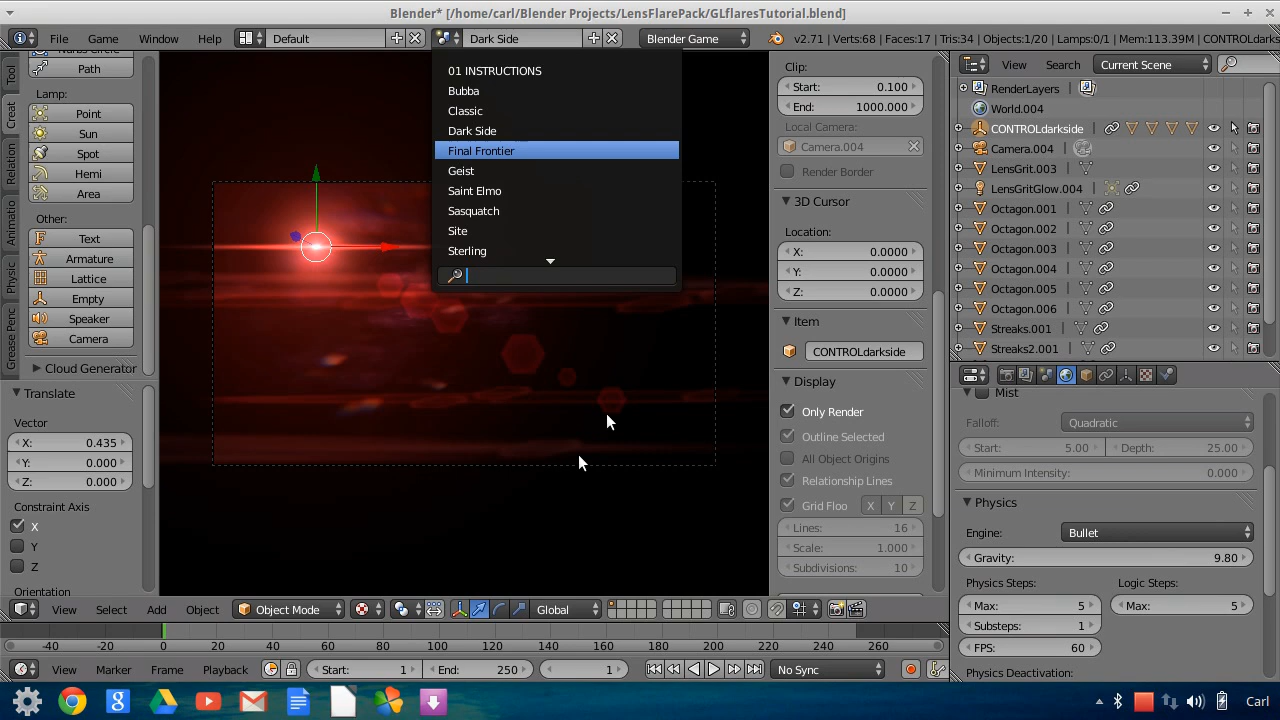 Blender* [/home/carl/Blender Projects/LensFlarePack/GLflaresTutorial.blend]
File Game Window Help Default Dark Side Blender Game v2.71 | Verts:68 | Faces:17 | Tris:34 | Objects:1/20 | Lamps:0/1 | Mem:113.39M | CONTROLdarks
Tool
Creat
Relation
Animatio
Physic
Grease Penc
Path
Lamp:
Point
Sun
Spot
Hemi
Area
Other:
Text
Armature
Lattice
Empty
Speaker
Camera
Cloud Generator
Translate
Vector
X: 0.435
Y: 0.000
Z: 0.000
Constraint Axis
X
Y
Z
Orientation
01 INSTRUCTIONS
Bubba
Classic
Dark Side
Final Frontier
Geist
Saint Elmo
Sasquatch
Site
Sterling
Clip:
Start: 0.100
End: 1000.000
Local Camera:
Camera.004
Render Border
3D Cursor
Location:
X: 0.0000
Y: 0.0000
Z: 0.0000
Item
CONTROLdarkside
Display
Only Render
Outline Selected
All Object Origins
Relationship Lines
Grid Floo X Y Z
Lines: 16
Scale: 1.000
Subdivisions: 10
View Search Current Scene
RenderLayers
World.004
CONTROLdarkside
Camera.004
LensGrit.003
LensGritGlow.004
Octagon.001
Octagon.002
Octagon.003
Octagon.004
Octagon.005
Octagon.006
Streaks.001
Streaks2.001
Mist
Falloff: Quadratic
Start: 5.00 Depth: 25.00
Minimum Intensity: 0.000
Physics
Engine: Bullet
Gravity: 9.80
Physics Steps: Logic Steps:
Max: 5 Max: 5
Substeps: 1
FPS: 60
Physics Deactivation:
View Select Add Object Object Mode Global
-40 -20 0 20 40 60 80 100 120 140 160 180 200 220 240 260 280
View Marker Frame Playback Start: 1 End: 250 1 No Sync
Carl